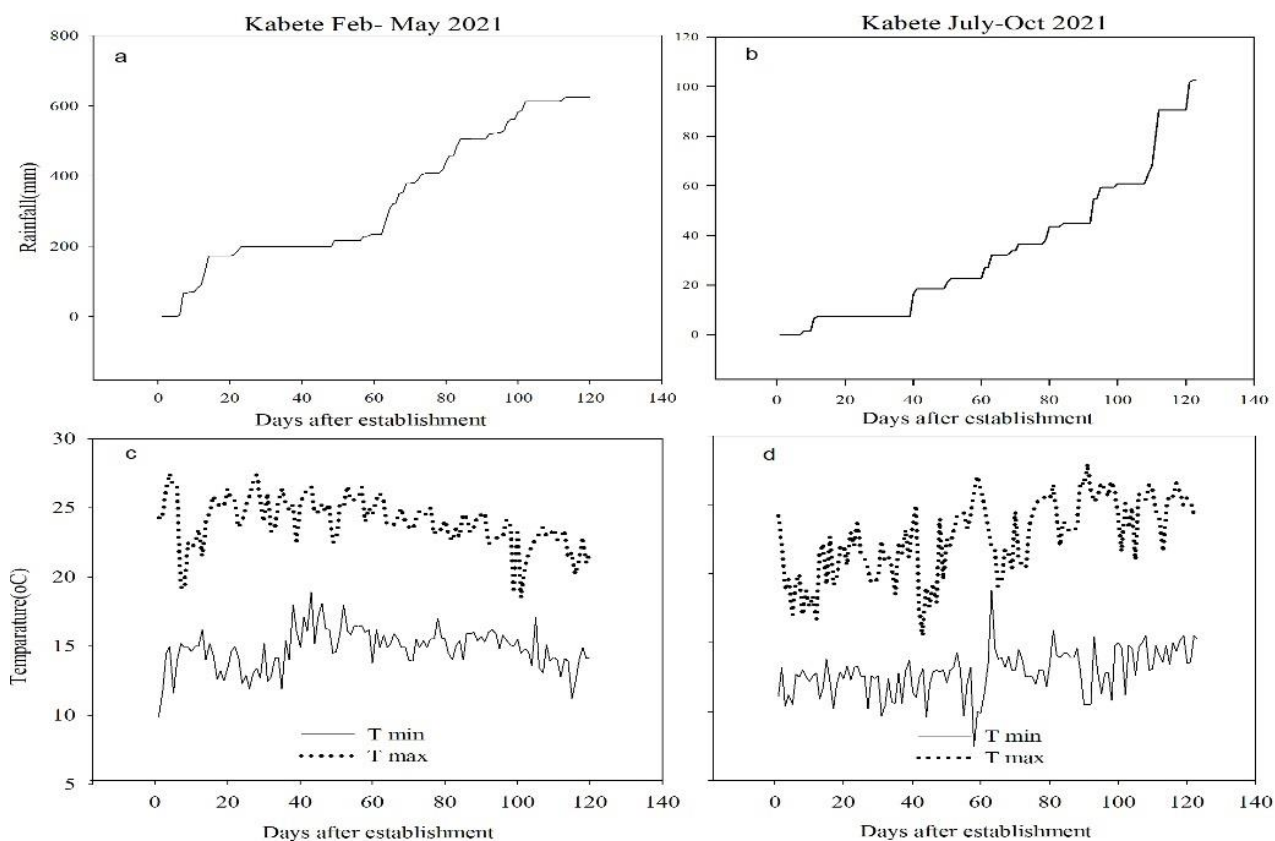 Kabete Feb- May 2021
Kabete July-Oct 2021
a
800
600
400
200
0
Rainfall(mm)
0 20 40 60 80 100 120 140
Days after establishment
b
120
100
80
60
40
20
0
0 20 40 60 80 100 120 140
Days after establishment
c
30
25
20
15
10
5
Temparature(oC)
T min
T max
0 20 40 60 80 100 120 140
Days after establishment
d
T min
T max
0 20 40 60 80 100 120 140
Days after establishment